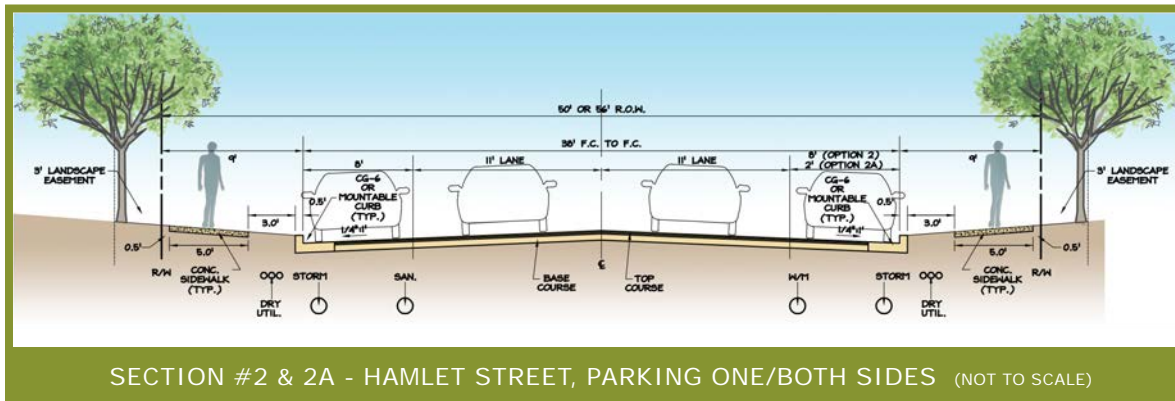 50' OR 56' R.O.W.
38' F.C. TO F.C.
9'
8'
11' LANE
11' LANE
8' (OPTION 2)
2' (OPTION 2A)
9'
3' LANDSCAPE
EASEMENT
CG-6
OR
MOUNTABLE
CURB
(TYP.)
CG-6
OR
MOUNTABLE
CURB
(TYP.)
3' LANDSCAPE
EASEMENT
0.5'
0.5'
3.0'
1/4":1'
1/4":1'
3.0'
0.5'
5.0'
5.0'
0.5'
R/W
CONC.
SIDEWALK
(TYP.)
OOO
DRY
UTIL.
STORM
SAN.
BASE
COURSE
℄
TOP
COURSE
W/M
STORM
OOO
DRY
UTIL.
CONC.
SIDEWALK
(TYP.)
R/W
SECTION #2 & 2A - HAMLET STREET, PARKING ONE/BOTH SIDES (NOT TO SCALE)